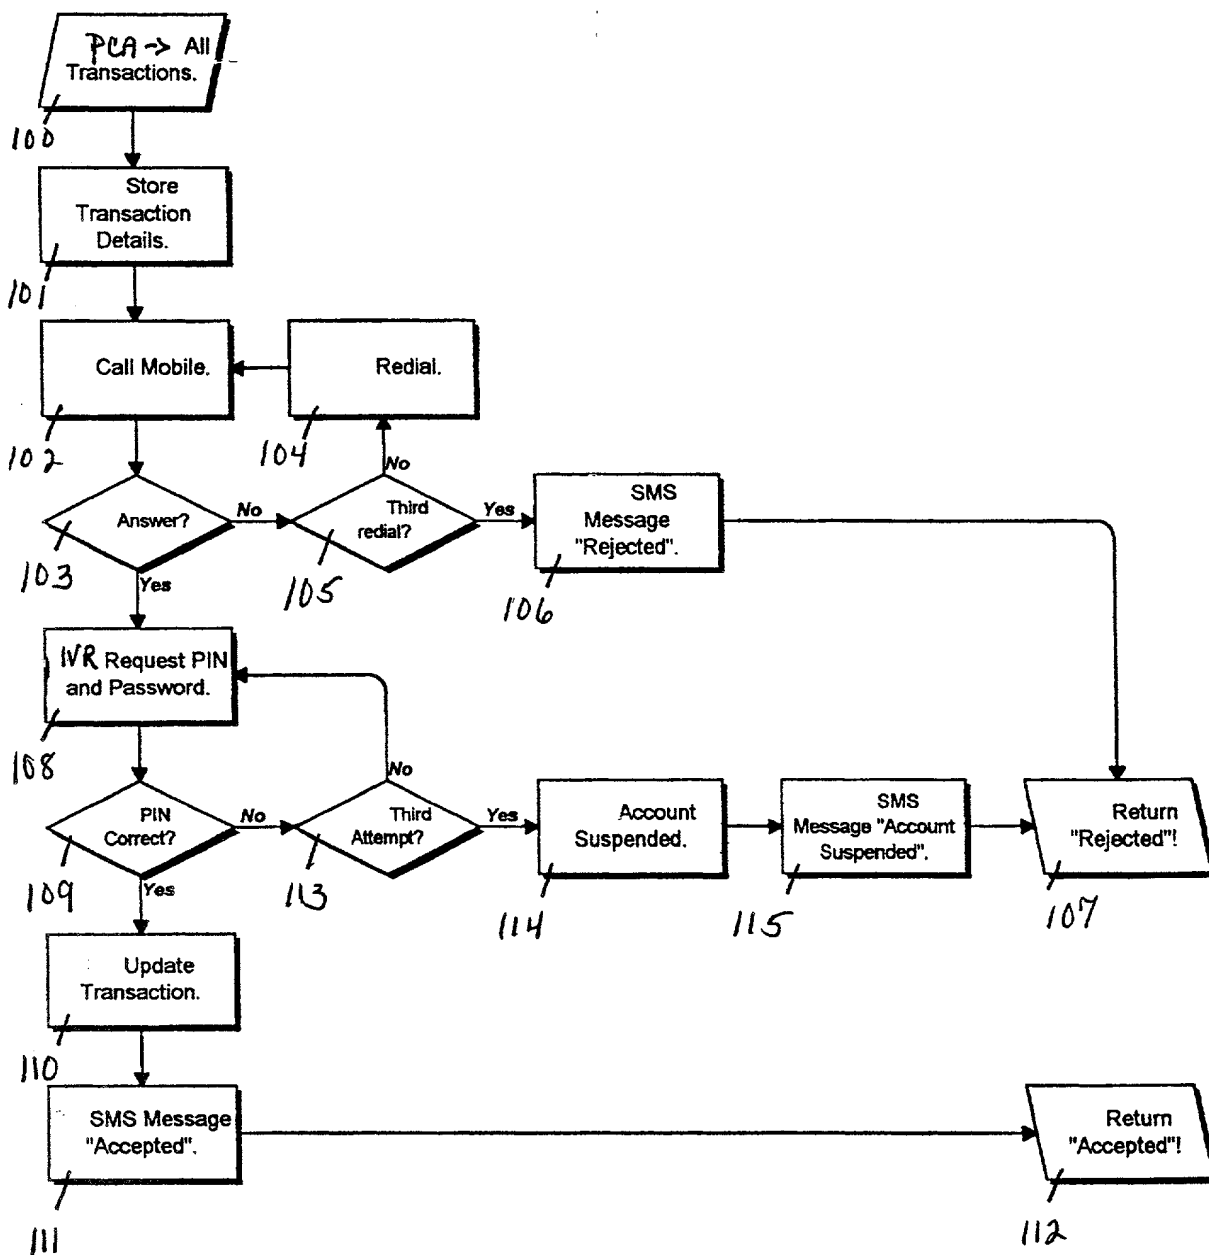 PCA → All
Transactions.
100
Store
Transaction
Details.
101
Call Mobile.
102
Redial.
104
Answer?
103
No
Yes
Third
redial?
105
No
Yes
SMS
Message
"Rejected".
106
IVR Request PIN
and Password.
108
PIN
Correct?
109
No
Yes
Third
Attempt?
113
No
Yes
Account
Suspended.
114
SMS
Message "Account
Suspended".
115
Return
"Rejected"!
107
Update
Transaction.
110
SMS Message
"Accepted".
111
Return
"Accepted"!
112